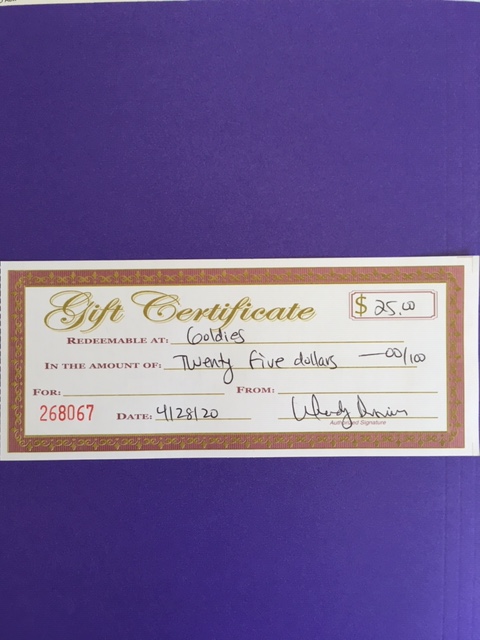 Gift Certificate
$ 25.00
REDEEMABLE AT: Goldies
IN THE AMOUNT OF: Twenty five dollars —00/100
FOR: FROM:
268067 DATE: 4/28/20
Authorized Signature